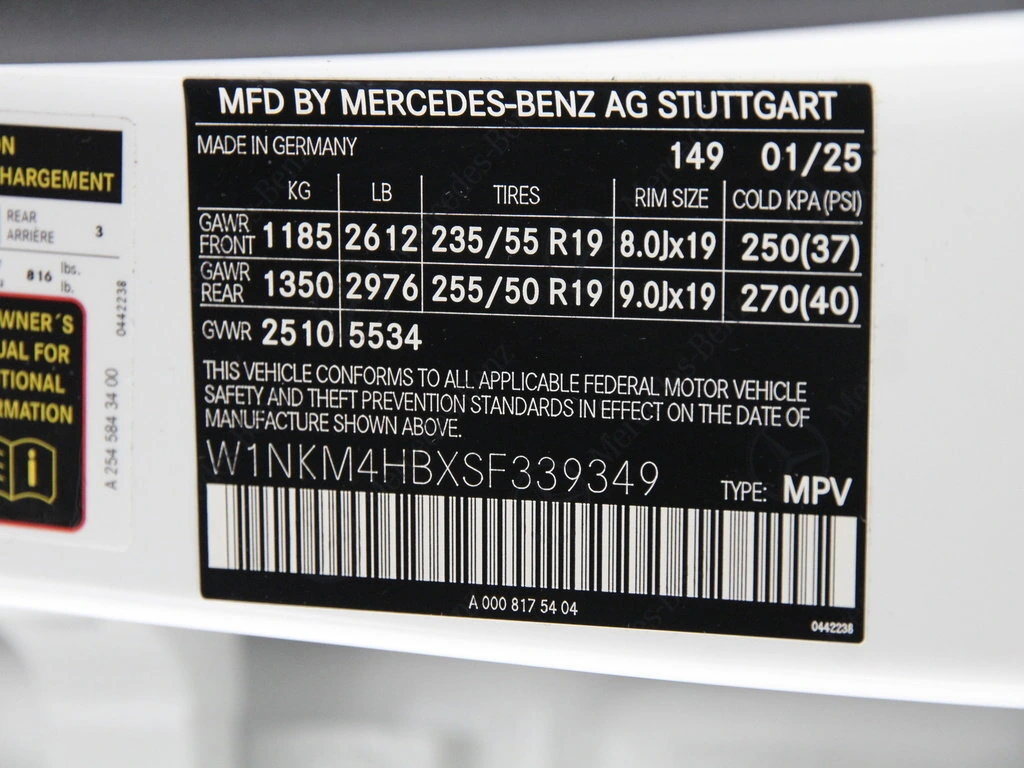 ON
HARGEMENT
REAR
ARRIÈRE 3
816 lbs.
lb.
0442238
WNER´S
UAL FOR
TIONAL
RMATION
i
A 254 584 34 00
MFD BY MERCEDES-BENZ AG STUTTGART
MADE IN GERMANY 149 01/25
KG LB TIRES RIM SIZE COLD KPA (PSI)
GAWR FRONT 1185 2612 235/55 R19 8.0Jx19 250(37)
GAWR REAR 1350 2976 255/50 R19 9.0Jx19 270(40)
GVWR 2510 5534
THIS VEHICLE CONFORMS TO ALL APPLICABLE FEDERAL MOTOR VEHICLE
SAFETY AND THEFT PREVENTION STANDARDS IN EFFECT ON THE DATE OF
MANUFACTURE SHOWN ABOVE.
W1NKM4HBXSF339349
TYPE: MPV
A 000 817 54 04
0442238